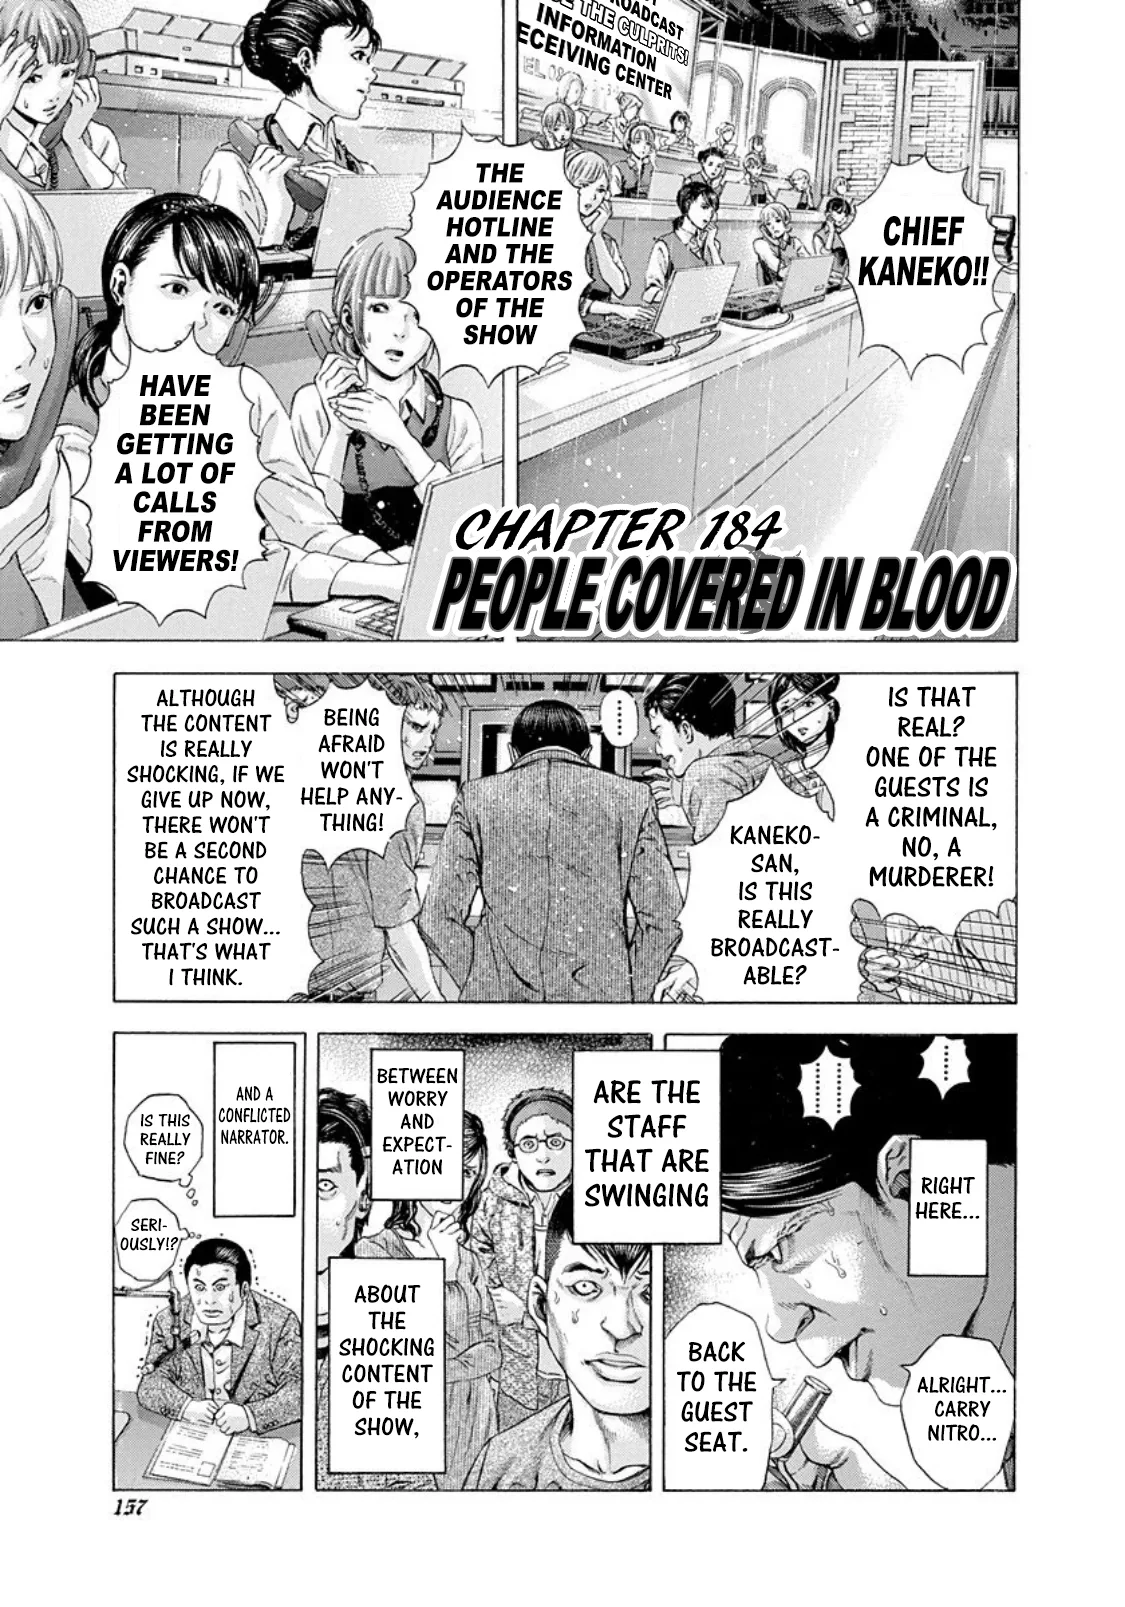 BROADCAST
THE CULPRITS!
INFORMATION
ECEIVING CENTER
CHIEF
KANEKO!!
THE
AUDIENCE
HOTLINE
AND THE
OPERATORS
OF THE
SHOW
HAVE
BEEN
GETTING
A LOT OF
CALLS
FROM
VIEWERS!
CHAPTER 184
PEOPLE COVERED IN BLOOD
IS THAT
REAL?
ONE OF THE
GUESTS IS
A CRIMINAL,
NO, A
MURDERER!
KANEKO-
SAN,
IS THIS
REALLY
BROADCAST-
ABLE?
......
BEING
AFRAID
WON'T
HELP ANY-
THING!
ALTHOUGH
THE CONTENT
IS REALLY
SHOCKING, IF WE
GIVE UP NOW,
THERE WON'T
BE A SECOND
CHANCE TO
BROADCAST
SUCH A SHOW...
THAT'S WHAT
I THINK.
......
......
RIGHT
HERE...
ALRIGHT...
CARRY
NITRO...
BACK
TO THE
GUEST
SEAT.
ARE THE
STAFF
THAT ARE
SWINGING
BETWEEN
WORRY
AND
EXPECT-
ATION
ABOUT
THE
SHOCKING
CONTENT
OF THE
SHOW,
AND A
CONFLICTED
NARRATOR.
IS THIS
REALLY
FINE?
SERI-
OUSLY!?
157